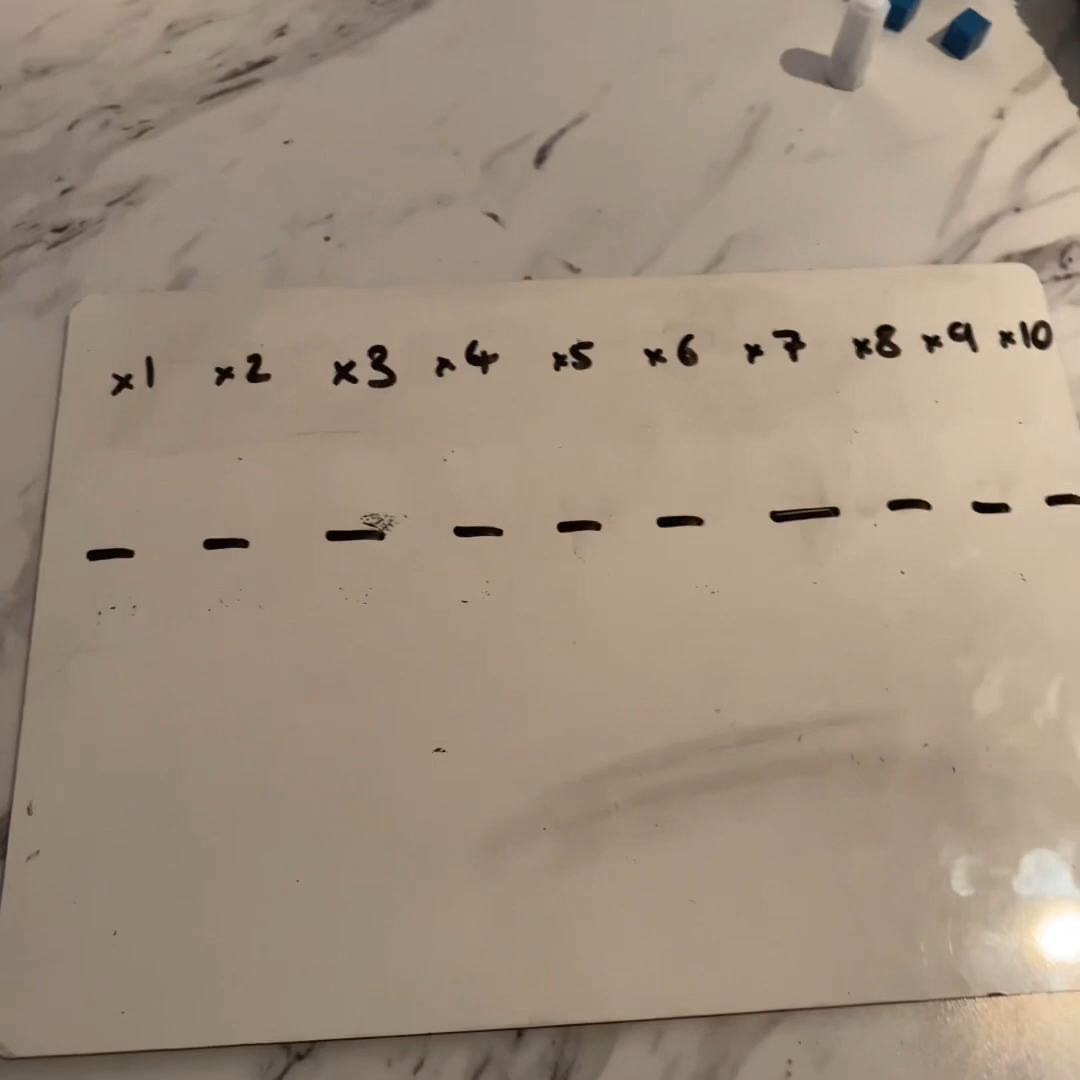 x1 x2 x3 x4 x5 x6 x7 x8 x9 x10
— — — — — — — — — —